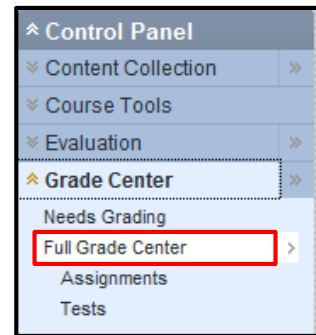 Control Panel
Content Collection
Course Tools
Evaluation
Grade Center
Needs Grading
Full Grade Center
Assignments
Tests